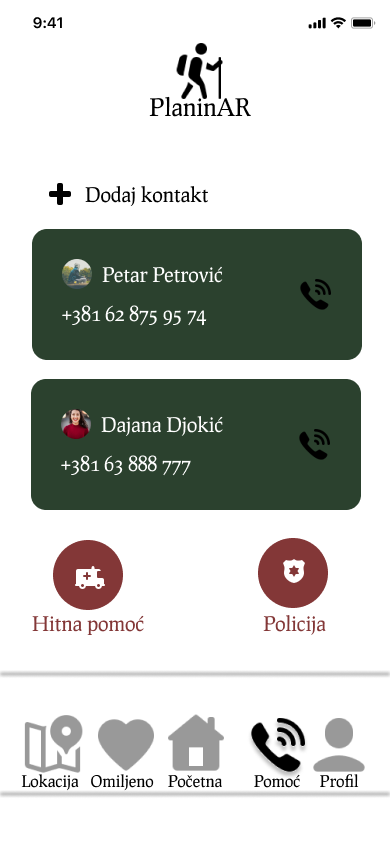 9:41
PlaninAR
Dodaj kontakt
Petar Petrović
+381 62 875 95 74
Dajana Djokić
+381 63 888 777
Hitna pomoć
Policija
Lokacija
Omiljeno
Početna
Pomoć
Profil